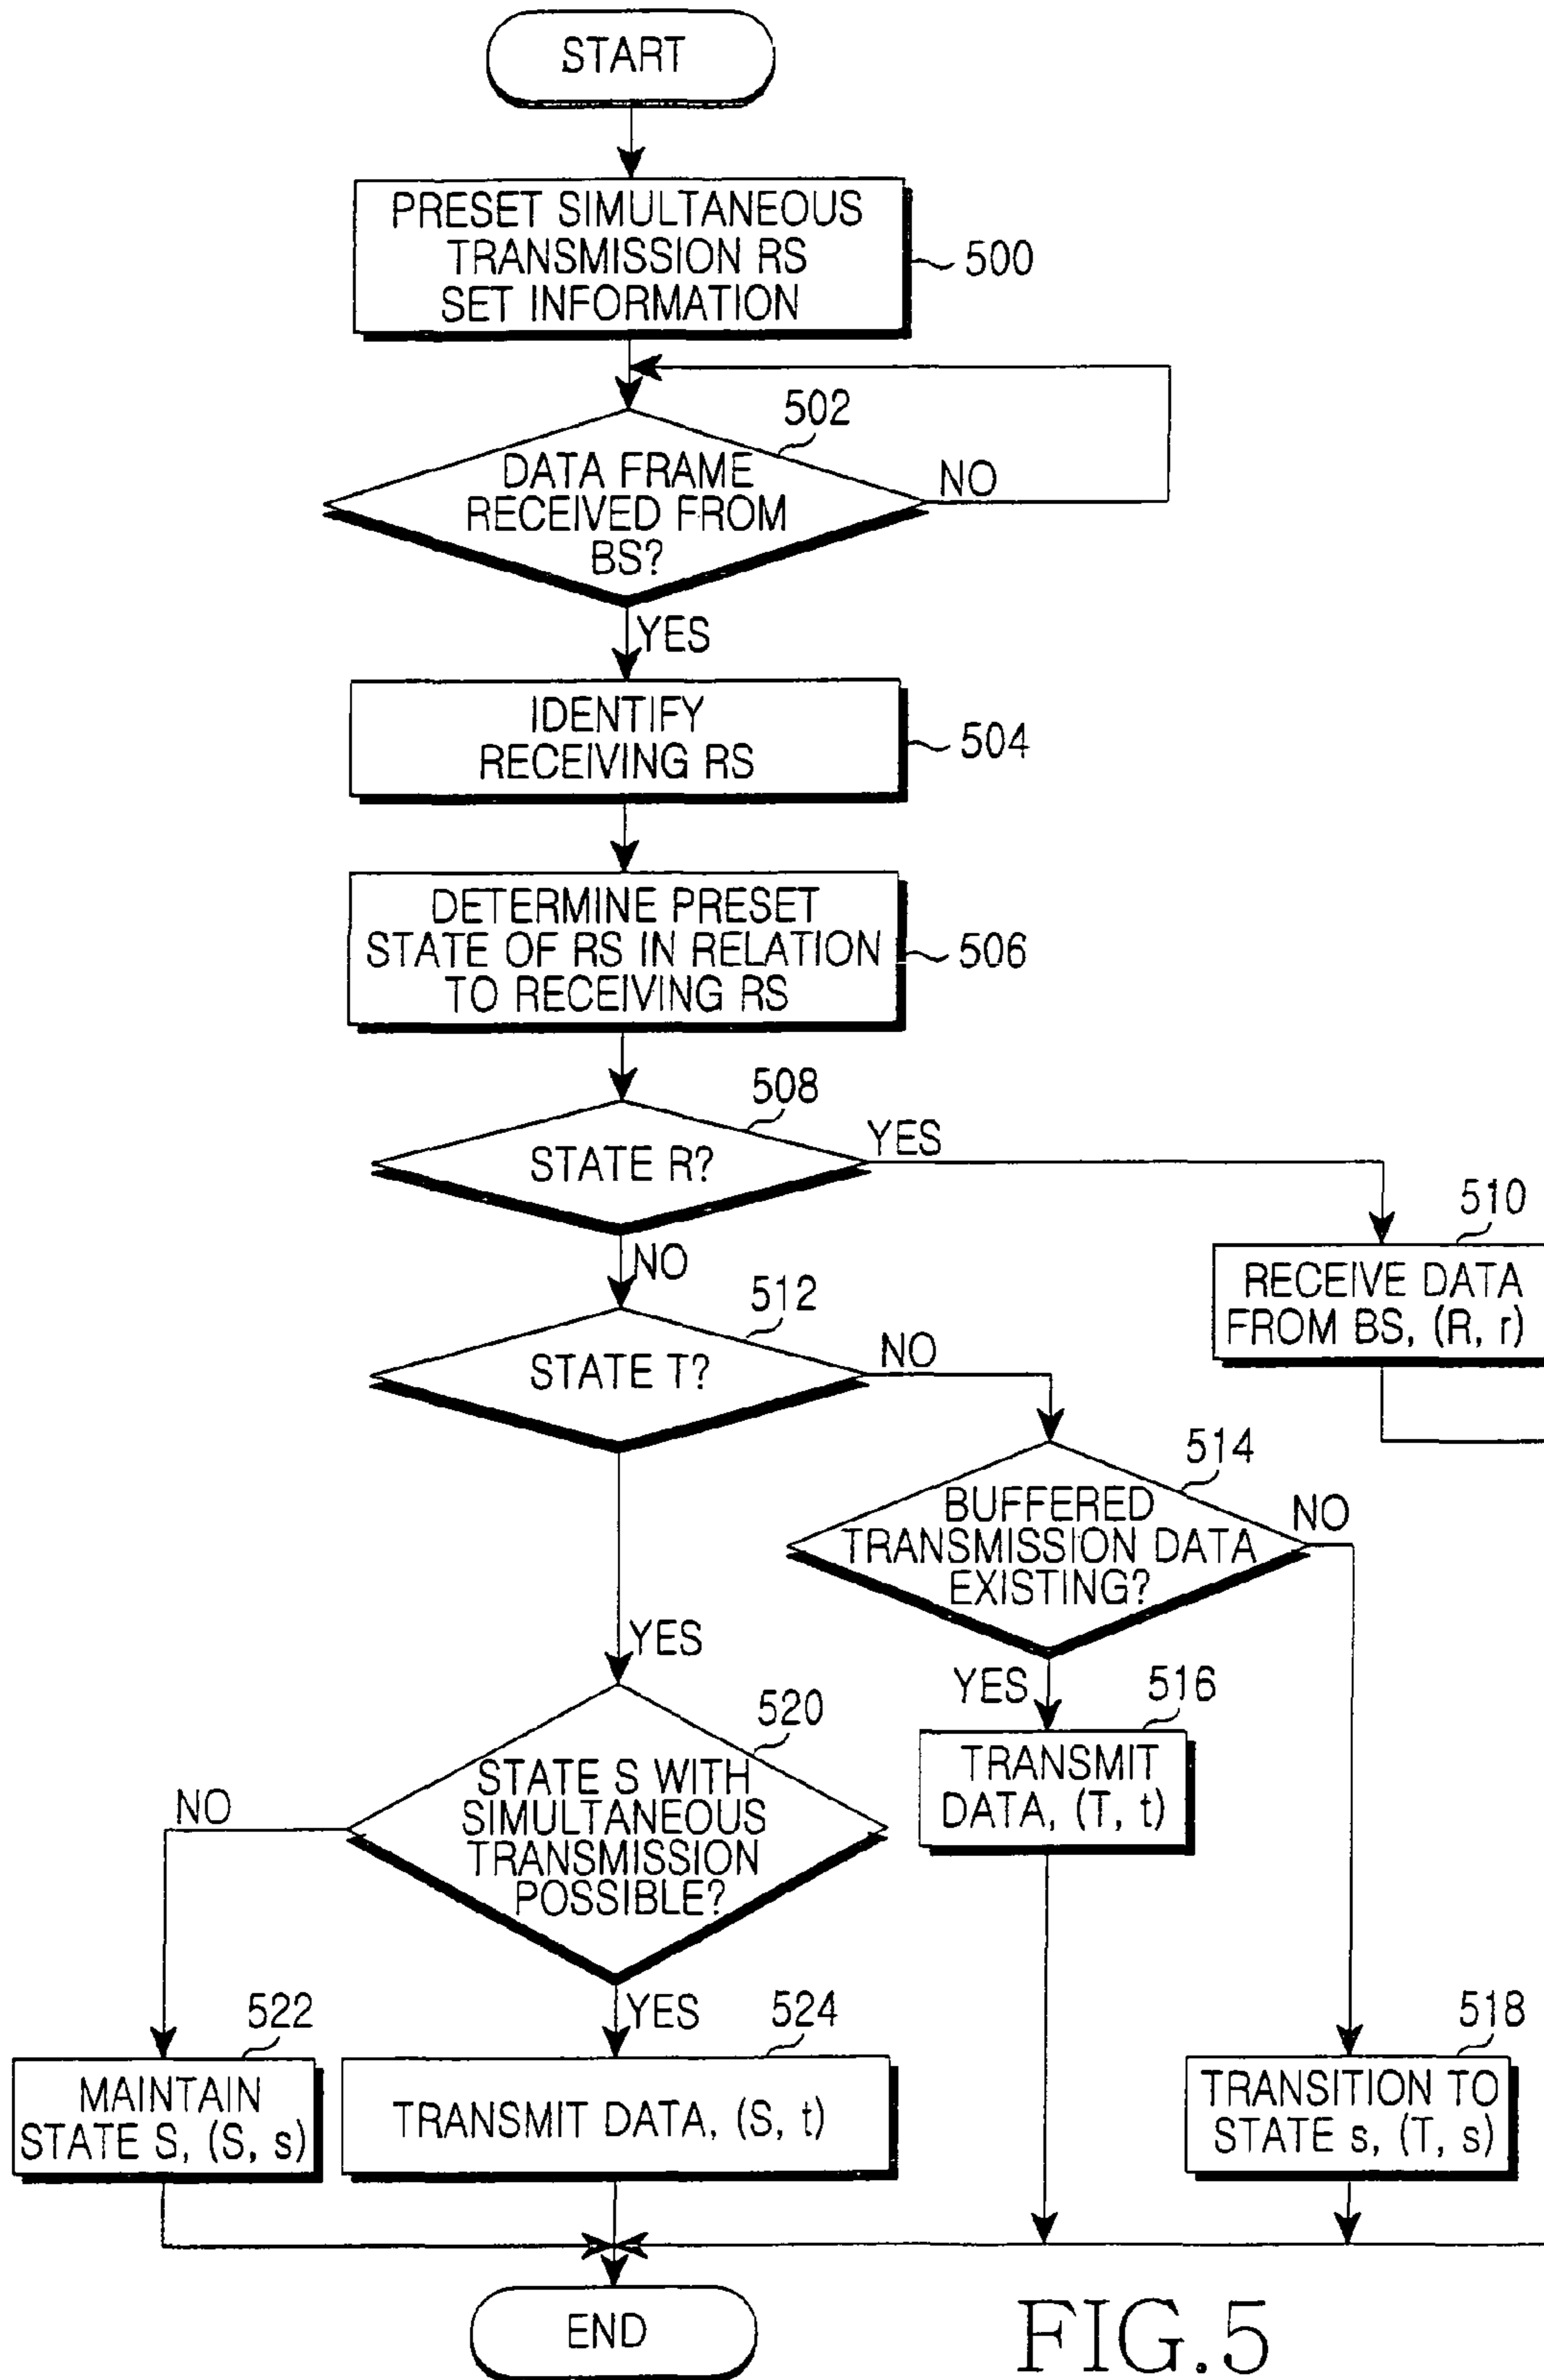 START
PRESET SIMULTANEOUS
TRANSMISSION RS
SET INFORMATION
500
502
DATA FRAME
RECEIVED FROM
BS?
NO
YES
IDENTIFY
RECEIVING RS
504
DETERMINE PRESET
STATE OF RS IN RELATION
TO RECEIVING RS
506
508
STATE R?
YES
NO
510
RECEIVE DATA
FROM BS, (R, r)
512
STATE T?
NO
YES
514
BUFFERED
TRANSMISSION DATA
EXISTING?
NO
YES
516
TRANSMIT
DATA, (T, t)
520
STATE S WITH
SIMULTANEOUS
TRANSMISSION
POSSIBLE?
NO
YES
522
MAINTAIN
STATE S, (S, s)
524
TRANSMIT DATA, (S, t)
518
TRANSITION TO
STATE s, (T, s)
END
FIG.5